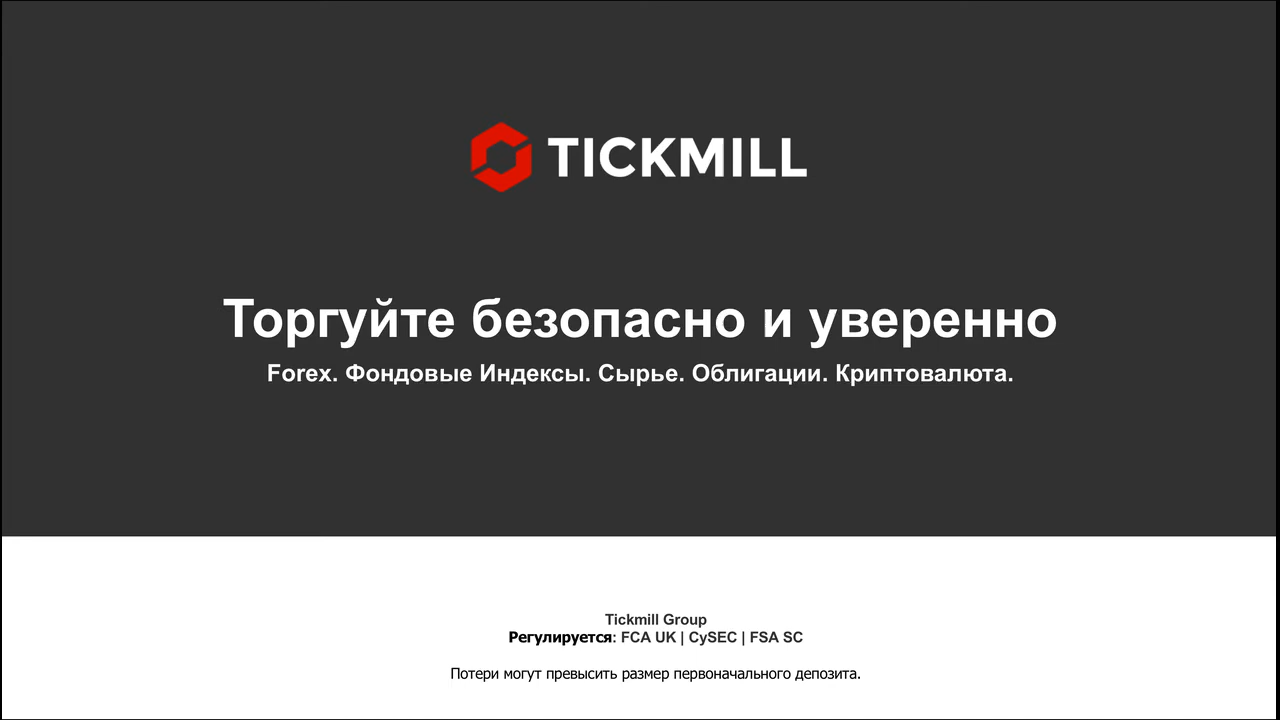 TICKMILL
Торгуйте безопасно и уверенно
Forex. Фондовые Индексы. Сырье. Облигации. Криптовалюта.
Tickmill Group
Регулируется: FCA UK | CySEC | FSA SC
Потери могут превысить размер первоначального депозита.